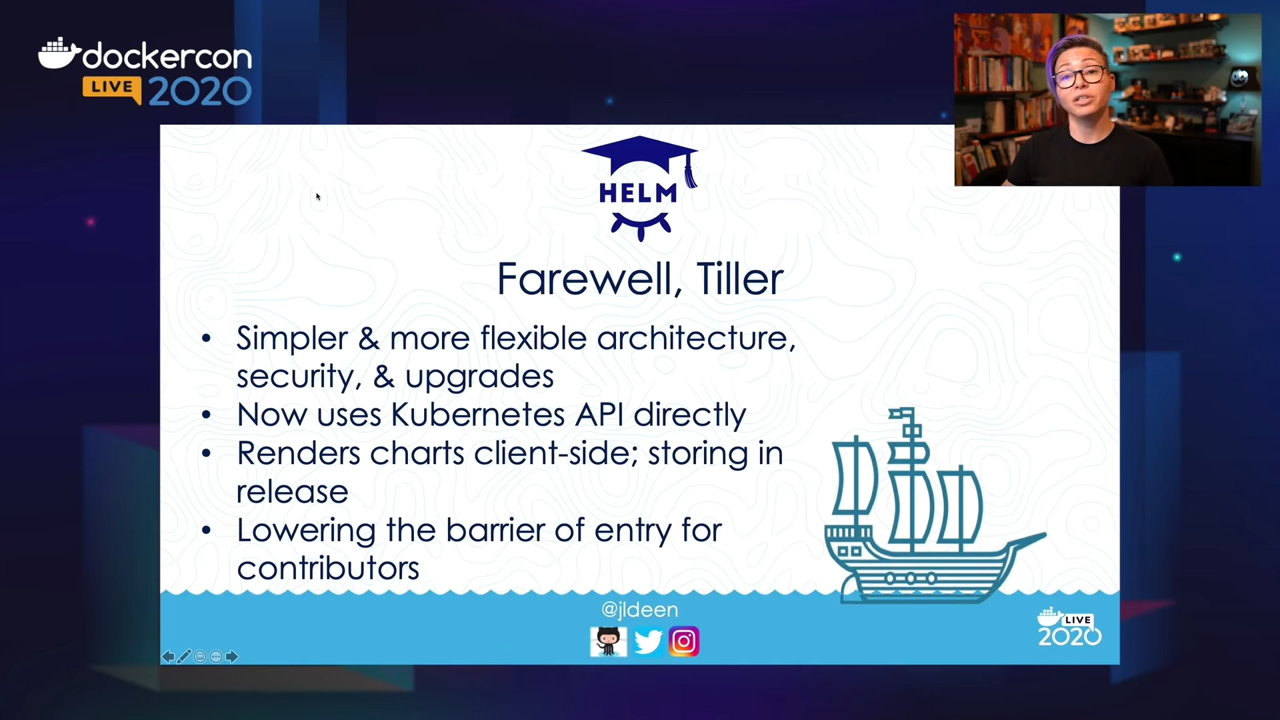 dockercon
LIVE 2020
HELM
Farewell, Tiller
• Simpler & more flexible architecture,
security, & upgrades
• Now uses Kubernetes API directly
• Renders charts client-side; storing in
release
• Lowering the barrier of entry for
contributors
@jldeen
LIVE
2020